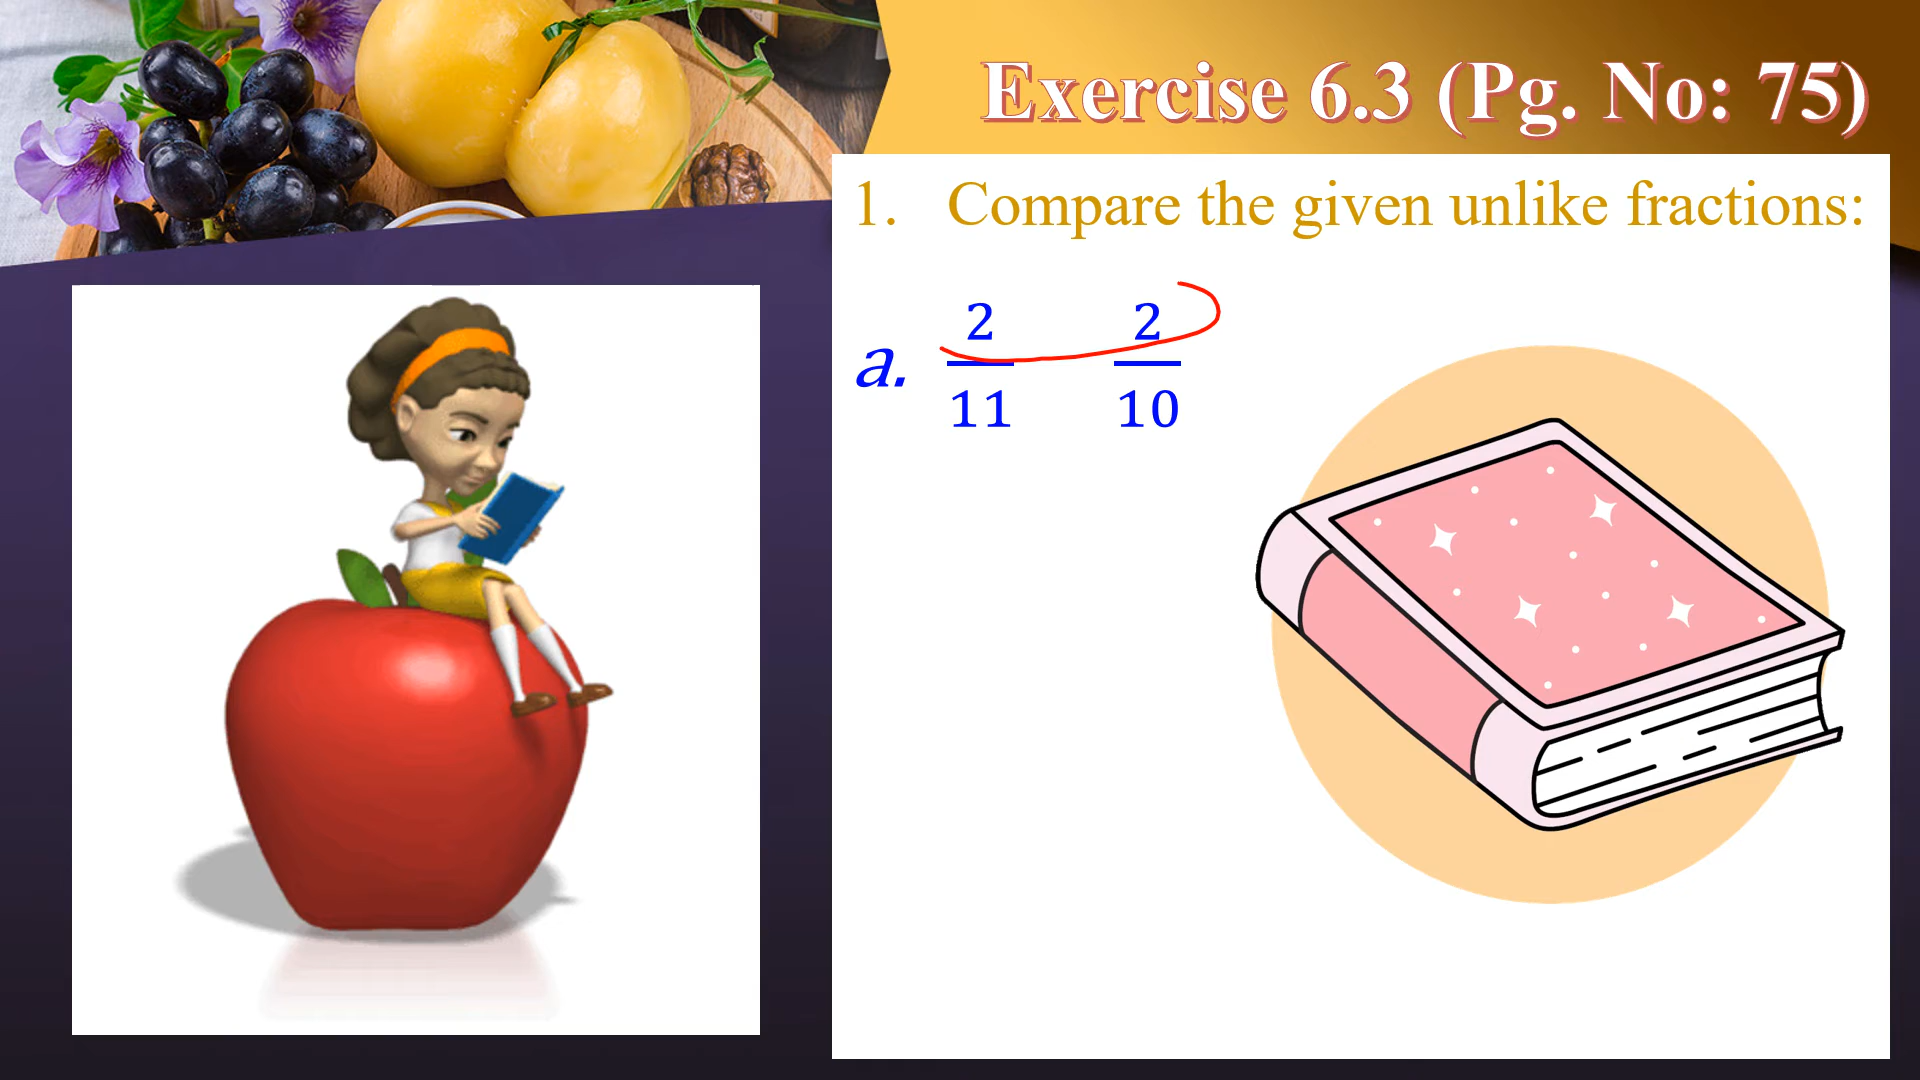 Exercise 6.3 (Pg. No: 75)
1. Compare the given unlike fractions:
a. 2/11 2/10